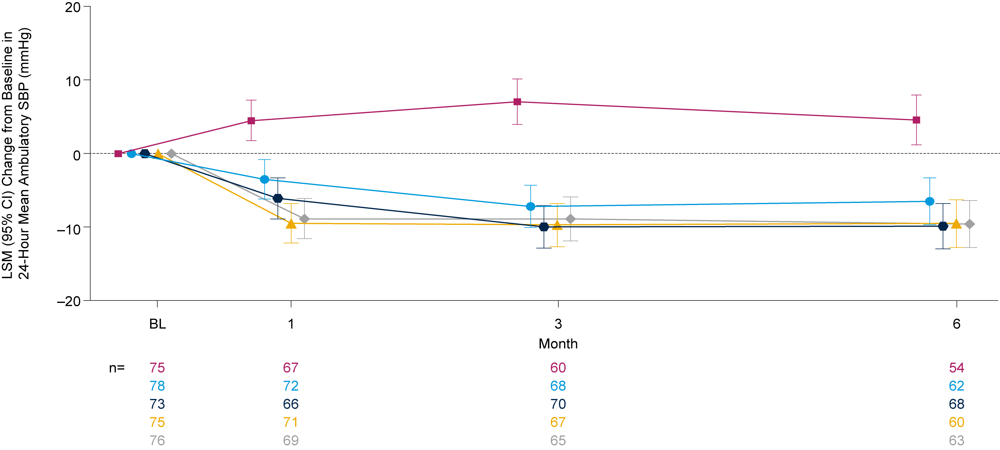 LSM (95% CI) Change from Baseline in
24-Hour Mean Ambulatory SBP (mmHg)
20
10
0
–10
–20
BL 1 3 6
Month
n= 75 67 60 54
78 72 68 62
73 66 70 68
75 71 67 60
76 69 65 63